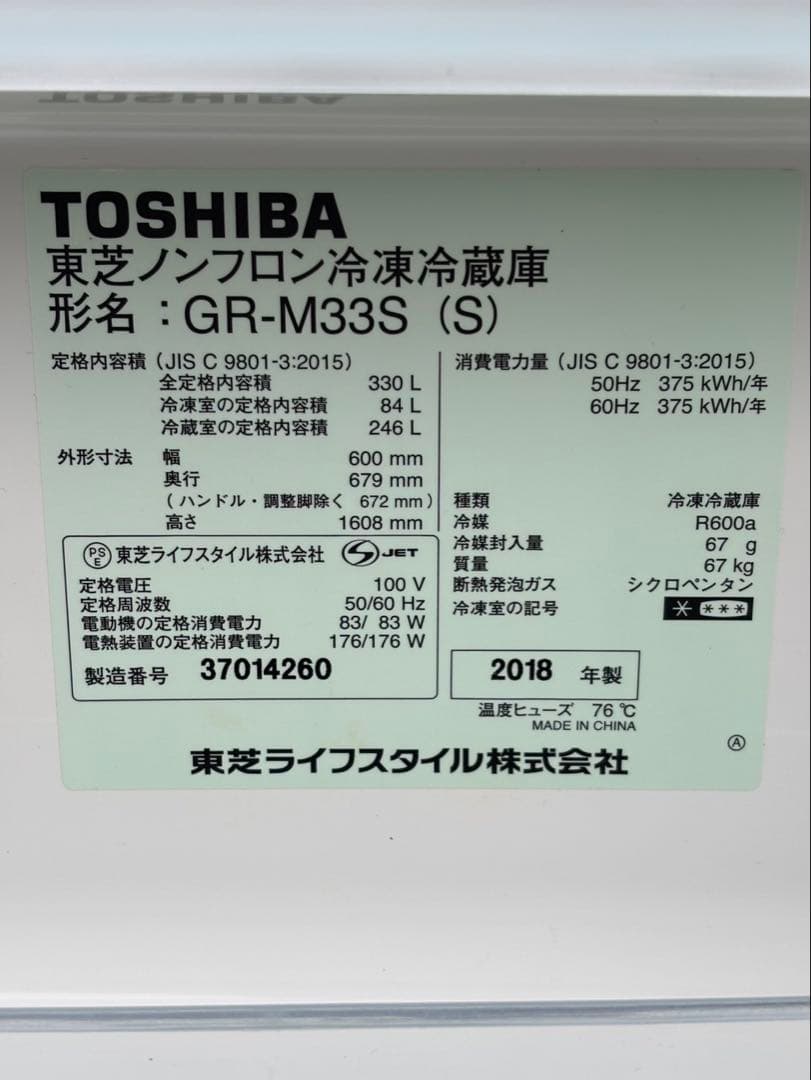 TOSHIBA
東芝ノンフロン冷凍冷蔵庫
形名：GR-M33S (S)
定格内容積 (JIS C 9801-3:2015)
全定格内容積 330 L
冷凍室の定格内容積 84 L
冷蔵室の定格内容積 246 L
外形寸法 幅 600 mm
奥行 679 mm
(ハンドル・調整脚除く 672 mm)
高さ 1608 mm
消費電力量 (JIS C 9801-3:2015)
50Hz 375 kWh/年
60Hz 375 kWh/年
種類 冷凍冷蔵庫
冷媒 R600a
冷媒封入量 67 g
質量 67 kg
断熱発泡ガス シクロペンタン
冷凍室の記号 * ***
PSE 東芝ライフスタイル株式会社 S JET
定格電圧 100 V
定格周波数 50/60 Hz
電動機の定格消費電力 83/ 83 W
電熱装置の定格消費電力 176/176 W
製造番号 37014260
2018 年製
温度ヒューズ 76 ℃
MADE IN CHINA
Ⓐ
東芝ライフスタイル株式会社